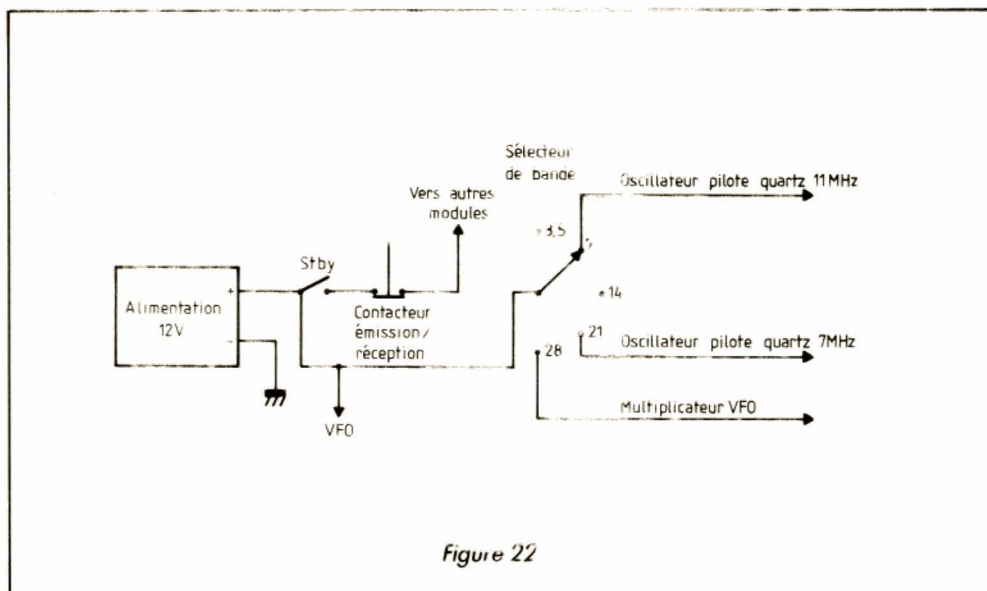 Sélecteur
de bande
Oscillateur pilote quartz 11MHz
Vers autres
modules
3,5
7
Stby
14
+
Alimentation
12V
-
Contacteur
émission/
réception
21
28
Oscillateur pilote quartz 7MHz
VFO
Multiplicateur VFO
Figure 22